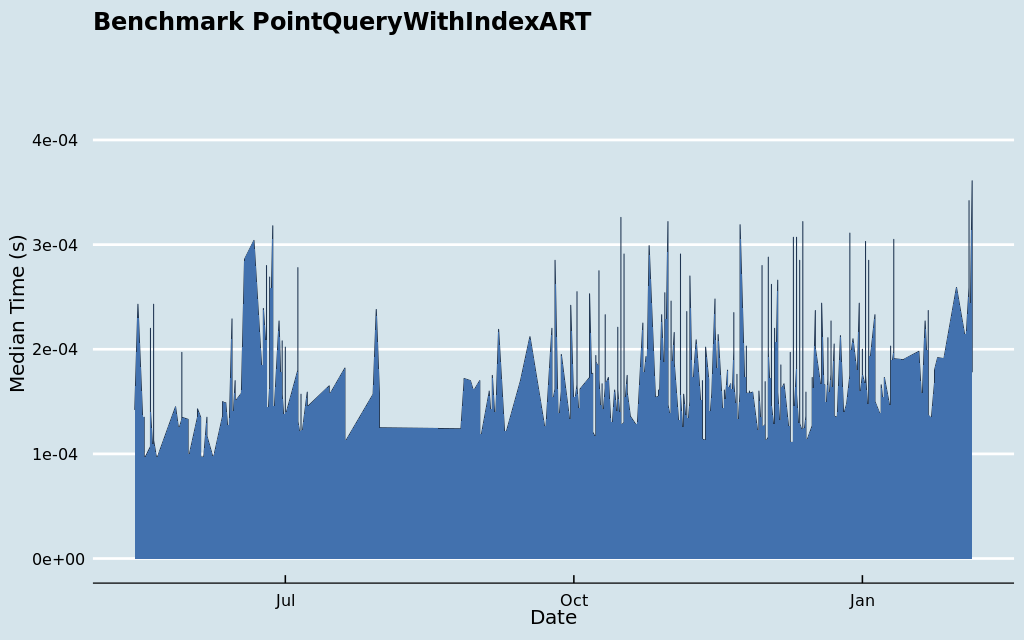 Benchmark PointQueryWithIndexART
Median Time (s)
4e-04
3e-04
2e-04
1e-04
0e+00
Jul
Oct
Jan
Date